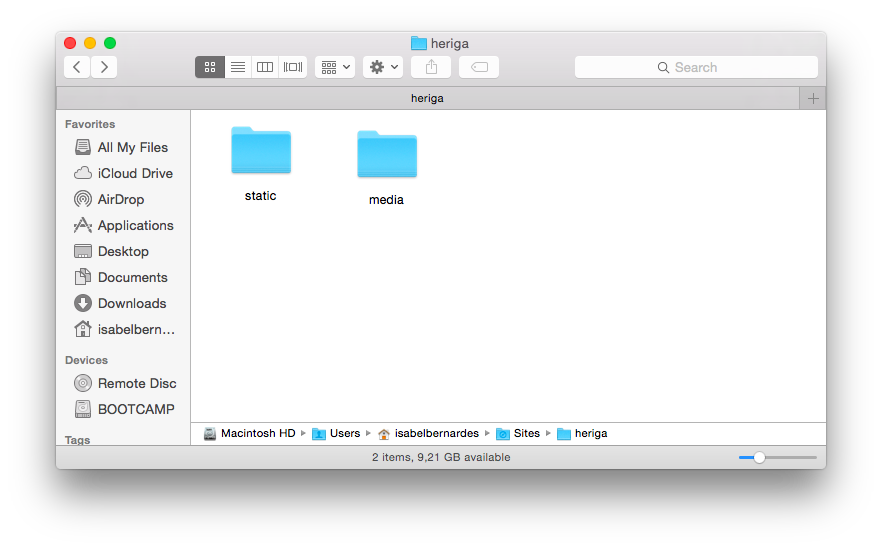 heriga
Search
heriga
Favorites
All My Files
iCloud Drive
AirDrop
Applications
Desktop
Documents
Downloads
isabelbern...
Devices
Remote Disc
BOOTCAMP
Tags
static
media
Macintosh HD ▸ Users ▸ isabelbernardes ▸ Sites ▸ heriga
2 items, 9,21 GB available